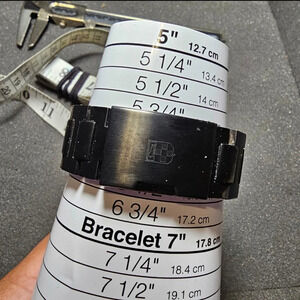 5" 12.7 cm
5 1/4" 13.4 cm
5 1/2" 14 cm
5 3/4"
6 3/4" 17.2 cm
Bracelet 7" 17.8 cm
7 1/4" 18.4 cm
7 1/2" 19.1 cm
11